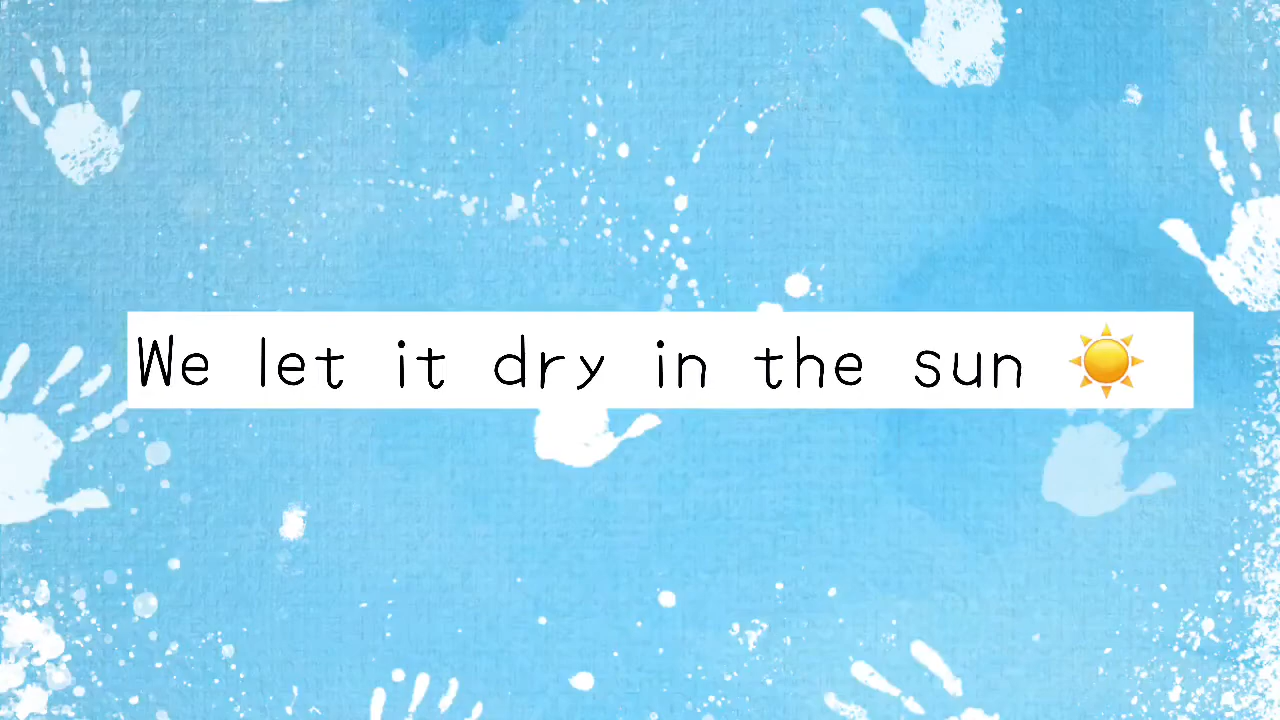 We let it dry in the sun ☀️